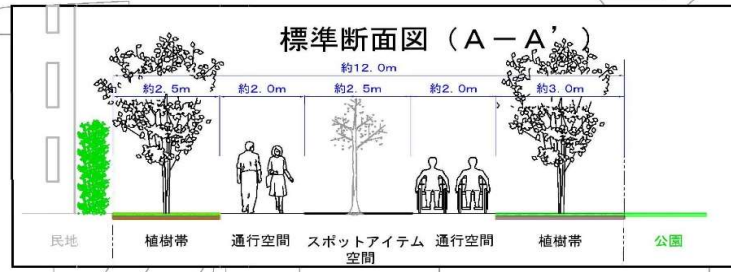 標準断面図（A－A'）
約12.0m
約2.5m 約2.0m 約2.5m 約2.0m 約3.0m
民地 植樹帯 通行空間 スポットアイテム空間 通行空間 植樹帯 公園